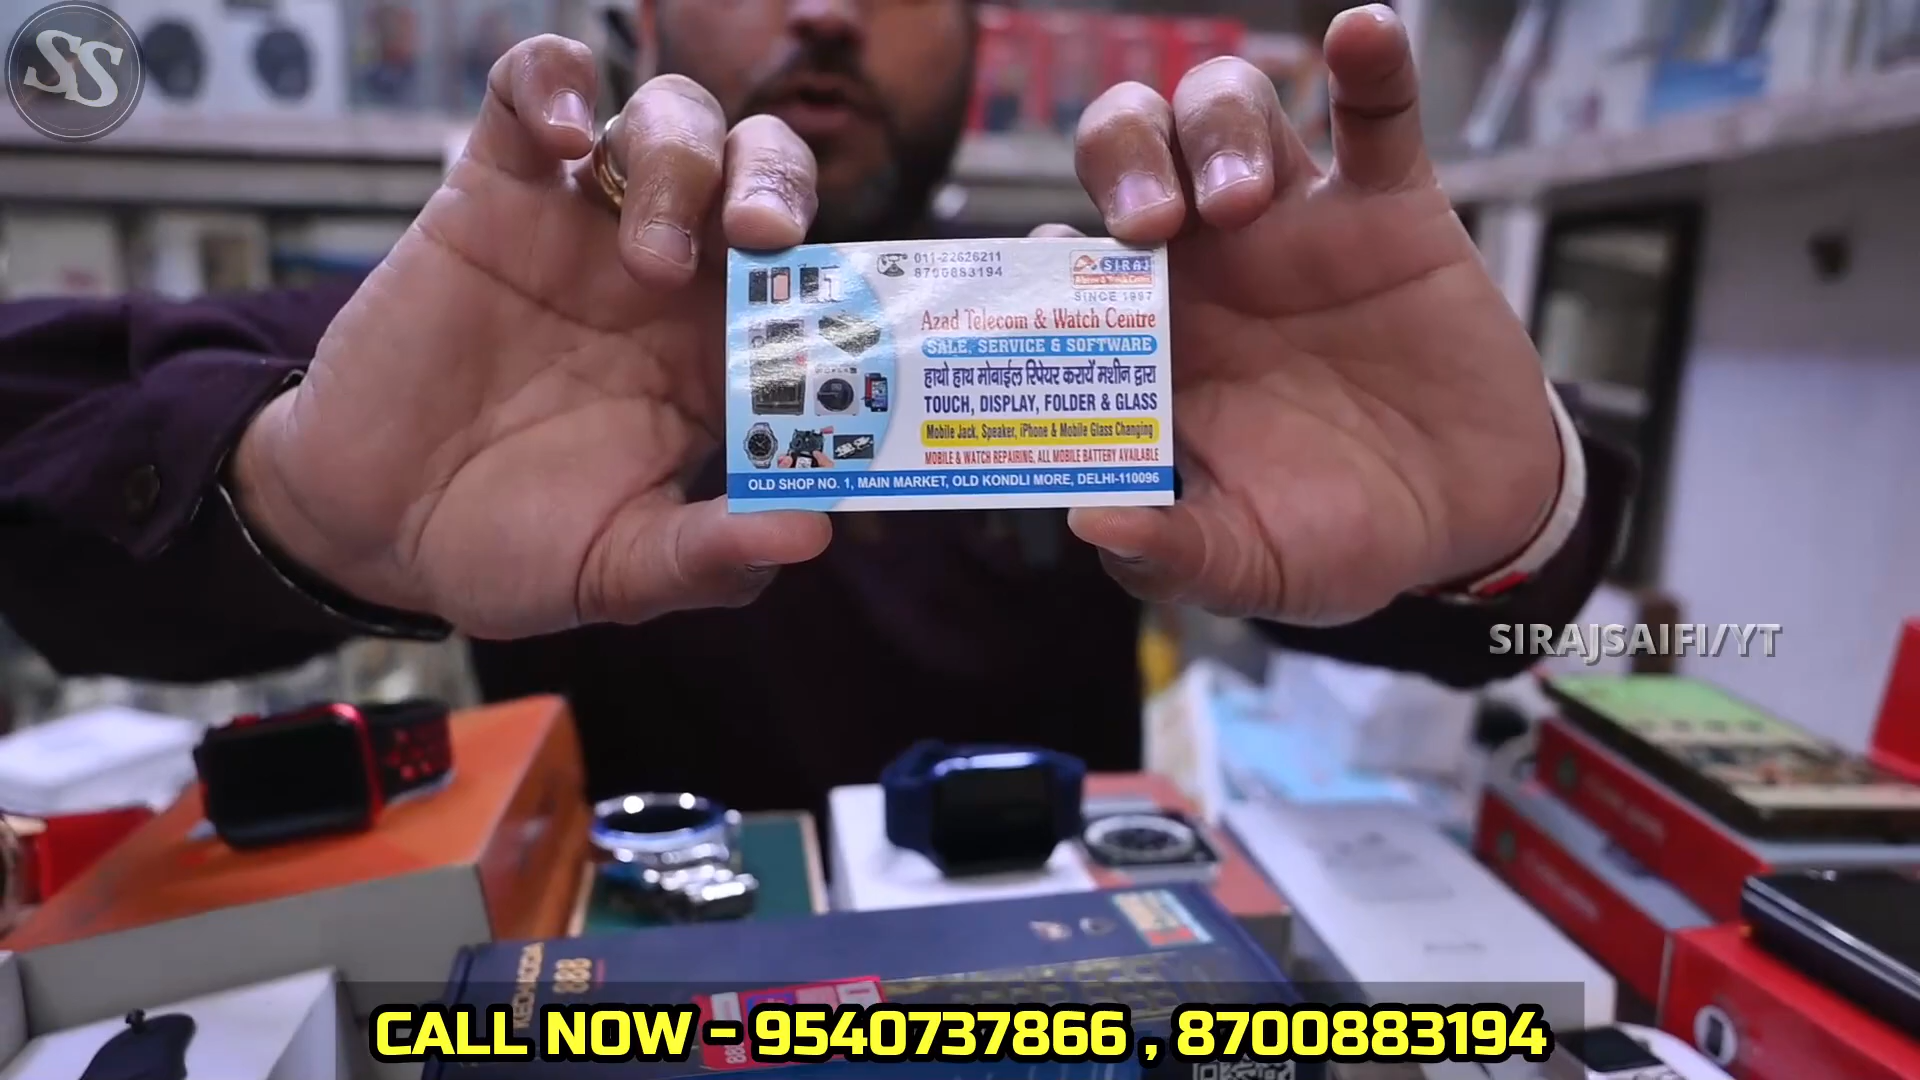 SS
011-22626211
8700883194
SIRAJ
SINCE 1997
Azad Telecom & Watch Centre
SALE, SERVICE & SOFTWARE
हाथो हाथ मोबाईल रिपेयर करायें मशीन द्वारा
TOUCH, DISPLAY, FOLDER & GLASS
Mobile Jack, Speaker, iPhone & Mobile Glass Changing
MOBILE & WATCH REPAIRING, ALL MOBILE BATTERY AVAILABLE
OLD SHOP NO. 1, MAIN MARKET, OLD KONDLI MORE, DELHI-110096
SIRAJSAIFI/YT
888
CALL NOW - 9540737866 , 8700883194